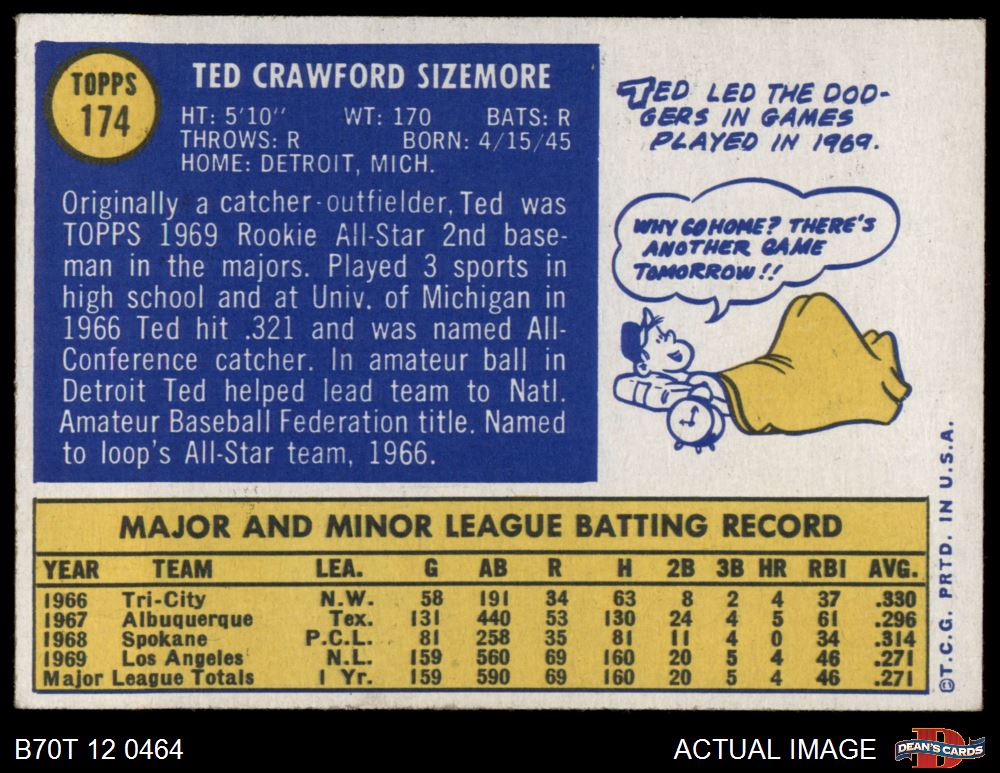 TOPPS
174
TED CRAWFORD SIZEMORE
HT: 5'10" WT: 170 BATS: R
THROWS: R BORN: 4/15/45
HOME: DETROIT, MICH.
Originally a catcher-outfielder, Ted was
TOPPS 1969 Rookie All-Star 2nd base-
man in the majors. Played 3 sports in
high school and at Univ. of Michigan in
1966 Ted hit .321 and was named All-
Conference catcher. In amateur ball in
Detroit Ted helped lead team to Natl.
Amateur Baseball Federation title. Named
to loop's All-Star team, 1966.
TED LED THE DOD-
GERS IN GAMES
PLAYED IN 1969.
WHY GO HOME? THERE'S
ANOTHER GAME
TOMORROW!!
MAJOR AND MINOR LEAGUE BATTING RECORD
YEAR TEAM LEA. G AB R H 2B 3B HR RBI AVG.
1966 Tri-City N.W. 58 191 34 63 8 2 4 37 .330
1967 Albuquerque Tex. 131 440 53 130 24 4 5 61 .296
1968 Spokane P.C.L. 81 258 35 81 11 4 0 34 .314
1969 Los Angeles N.L. 159 560 69 160 20 5 4 46 .271
Major League Totals 1 Yr. 159 590 69 160 20 5 4 46 .271
©T.C.G. PRTD. IN U.S.A.
B70T 12 0464
ACTUAL IMAGE
DEAN'S CARDS